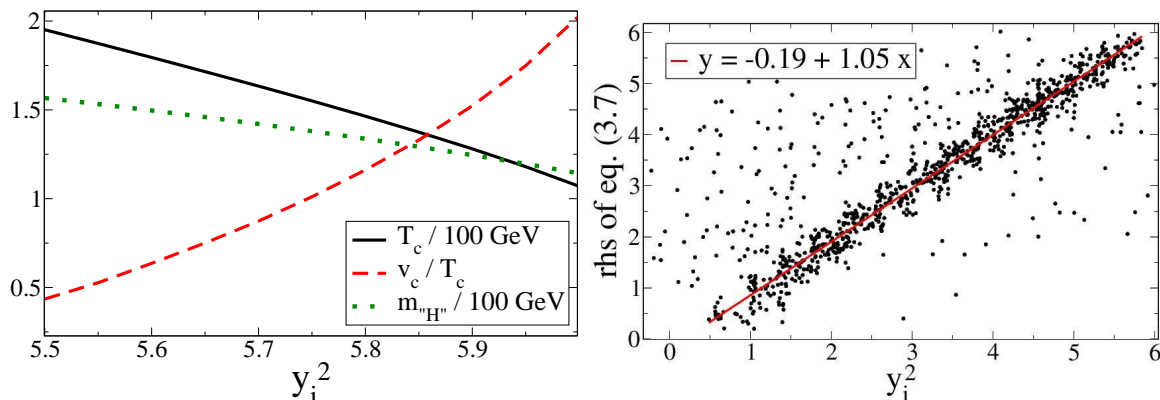 2
1.5
1
0.5
T_c / 100 GeV
v_c / T_c
m_"H" / 100 GeV
5.5 5.6 5.7 5.8 5.9
y_i^2
rhs of eq. (3.7)
6
5
4
3
2
1
0
y = -0.19 + 1.05 x
0 1 2 3 4 5 6
y_i^2